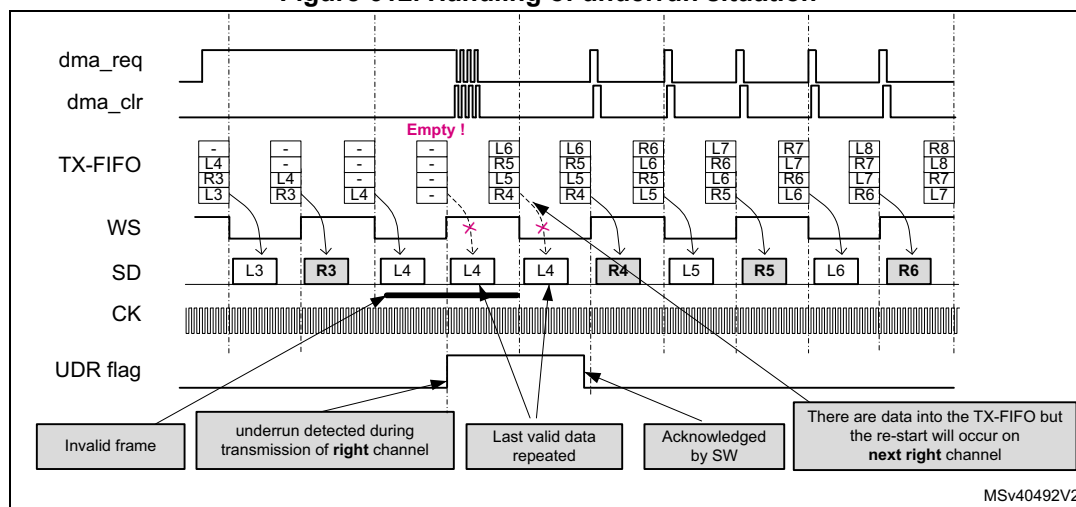 Figure Handling of underrun situation
dma_req
dma_clr
Empty !
TX-FIFO
- - - - L6 L6 R6 L7 R7 L8 R8
L4 - - - R5 R5 L6 R6 L7 R7 L8
R3 L4 - - L5 L5 R5 L6 R6 L7 R7
L3 R3 L4 - R4 R4 L5 R5 L6 R6 L7
WS
SD L3 R3 L4 L4 L4 R4 L5 R5 L6 R6
CK
UDR flag
Invalid frame
underrun detected during
transmission of right channel
Last valid data
repeated
Acknowledged
by SW
There are data into the TX-FIFO but
the re-start will occur on
next right channel
MSv40492V2